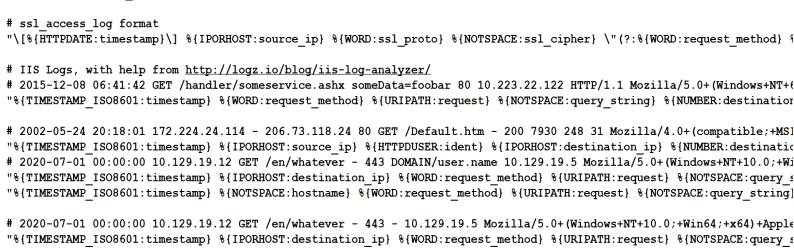 # ssl_access_log format
"\[%{HTTPDATE:timestamp}\] %{IPORHOST:source_ip} %{WORD:ssl_proto} %{NOTSPACE:ssl_cipher} \"(?:%{WORD:request_method} %
# IIS Logs, with help from http://logz.io/blog/iis-log-analyzer/
# 2015-12-08 06:41:42 GET /handler/someservice.ashx someData=foobar 80 10.223.22.122 HTTP/1.1 Mozilla/5.0+(Windows+NT+6
"%{TIMESTAMP_ISO8601:timestamp} %{WORD:request_method} %{URIPATH:request} %{NOTSPACE:query_string} %{NUMBER:destination
# 2002-05-24 20:18:01 172.224.24.114 - 206.73.118.24 80 GET /Default.htm - 200 7930 248 31 Mozilla/4.0+(compatible;+MSI
"%{TIMESTAMP_ISO8601:timestamp} %{IPORHOST:source_ip} %{HTTPDUSER:ident} %{IPORHOST:destination_ip} %{NUMBER:destinatio
# 2020-07-01 00:00:00 10.129.19.12 GET /en/whatever - 443 DOMAIN/user.name 10.129.19.5 Mozilla/5.0+(Windows+NT+10.0;+Wi
"%{TIMESTAMP_ISO8601:timestamp} %{IPORHOST:destination_ip} %{WORD:request_method} %{URIPATH:request} %{NOTSPACE:query_s
"%{TIMESTAMP_ISO8601:timestamp} %{NOTSPACE:hostname} %{WORD:request_method} %{URIPATH:request} %{NOTSPACE:query_string}
# 2020-07-01 00:00:00 10.129.19.12 GET /en/whatever - 443 - 10.129.19.5 Mozilla/5.0+(Windows+NT+10.0;+Win64;+x64)+Apple
"%{TIMESTAMP_ISO8601:timestamp} %{IPORHOST:destination_ip} %{WORD:request_method} %{URIPATH:request} %{NOTSPACE:query_s